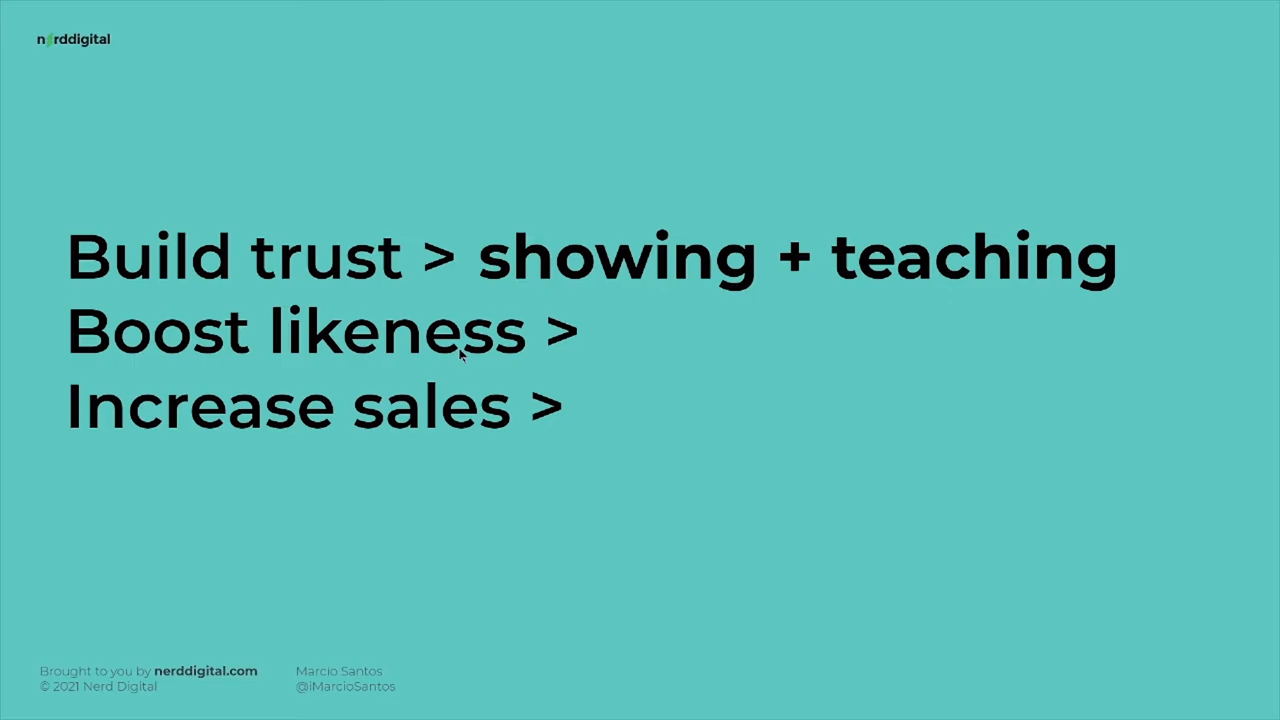 nerddigital
Build trust > showing + teaching
Boost likeness >
Increase sales >
Brought to you by nerddigital.com
© 2021 Nerd Digital
Marcio Santos
@iMarcioSantos